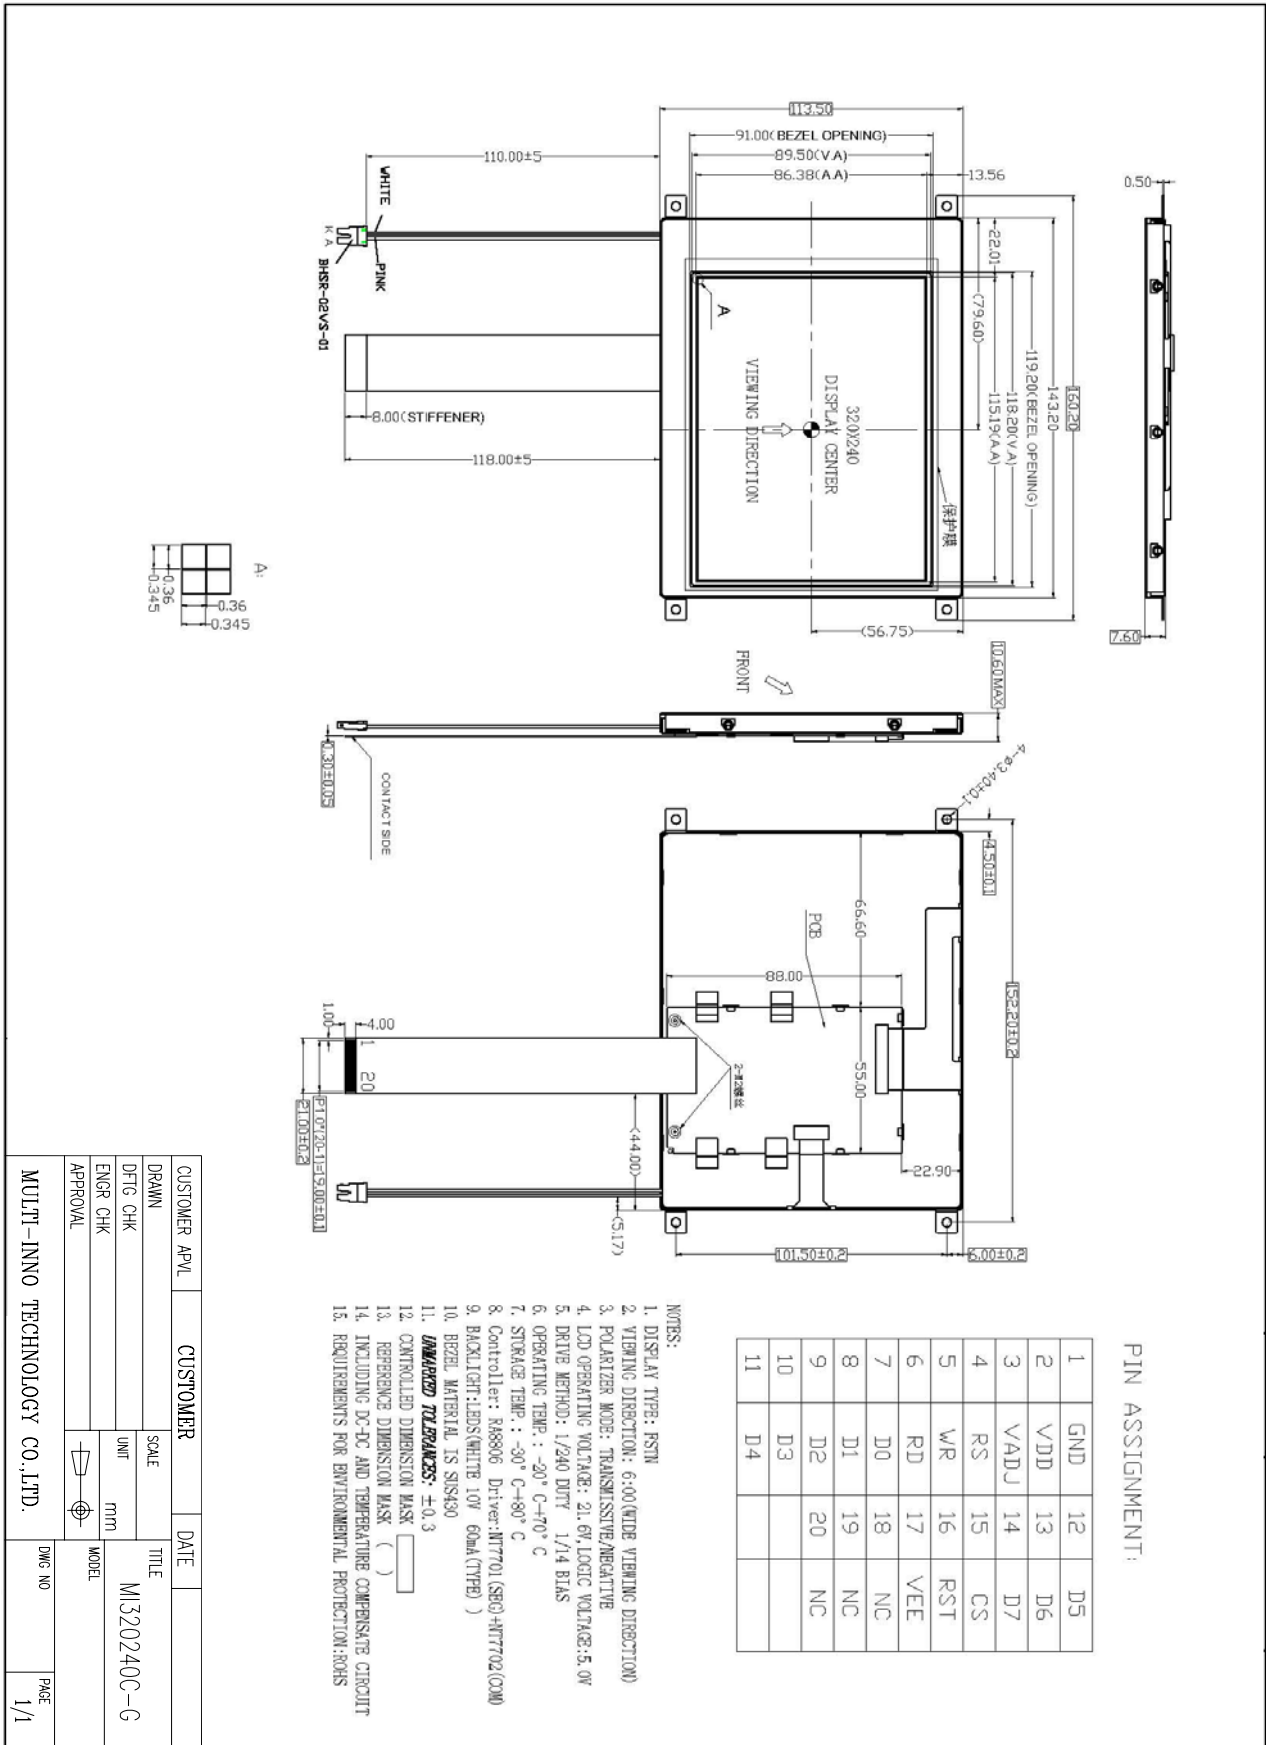 113.50
91.00(BEZEL OPENING)
89.50(V.A)
86.38(A.A)
13.56
110.00±5
WHITE
PINK
K A
BHSR-02VS-01
8.00(STIFFENER)
118.00±5
22.01
(79.60)
119.20(BEZEL OPENING)
118.20(V.A)
115.19(A.A)
143.20
160.20
A
320X240
DISPLAY CENTER
VIEWING DIRECTION
保护膜
(56.75)
0.50
7.60
A:
0.36
0.345
0.36
0.345
FRONT
10.60MAX
0.30±0.05
CONTACT SIDE
4-φ3.40±0.1
4.50±0.1
152.20±0.2
66.60
55.00
PCB
88.00
2-M2螺丝
22.90
(44.00)
(5.17)
101.50±0.2
6.00±0.2
1.00
4.00
1 20
P1.0*(20-1)=19.00±0.1
21.00±0.2
PIN ASSIGNMENT:
1 GND 12 D5
2 VDD 13 D6
3 VADJ 14 D7
4 RS 15 CS
5 WR 16 RST
6 RD 17 VEE
7 D0 18 NC
8 D1 19 NC
9 D2 20 NC
10 D3
11 D4
NOTES:
1. DISPLAY TYPE: FSTN
2. VIEWING DIRECTION: 6:00(WIDE VIEWING DIRECTION)
3. POLARIZER MODE: TRANSMISSIVE/NEGATIVE
4. LCD OPERATING VOLTAGE: 21.6V,LOGIC VOLTAGE:5.0V
5. DRIVE METHOD: 1/240 DUTY 1/14 BIAS
6. OPERATING TEMP.: -20° C-+70° C
7. STORAGE TEMP.: -30° C-+80° C
8. Controller: RA8806 Driver:NT7701(SEG)+NT7702(COM)
9. BACKLIGHT:LEDS(WHITE 10V 60mA(TYPE) )
10. BEZEL MATERIAL IS SUS430
11. UNMARKED TOLERANCES: ±0.3
12. CONTROLLED DIMENSION MASK
13. REFERENCE DIMENSION MASK ( )
14. INCLUDING DC-DC AND TEMPERATURE COMPENSATE CIRCUIT
15. REQUIREMENTS FOR ENVIRONMENTAL PROTECTION:ROHS
CUSTOMER APVL CUSTOMER DATE
DRAWN
DFTG CHK
ENGR CHK
APPROVAL
SCALE
UNIT mm
TITLE
MI320240C-G
MODEL
MULTI-INNO TECHNOLOGY CO.,LTD.
DWG NO
PAGE
1/1